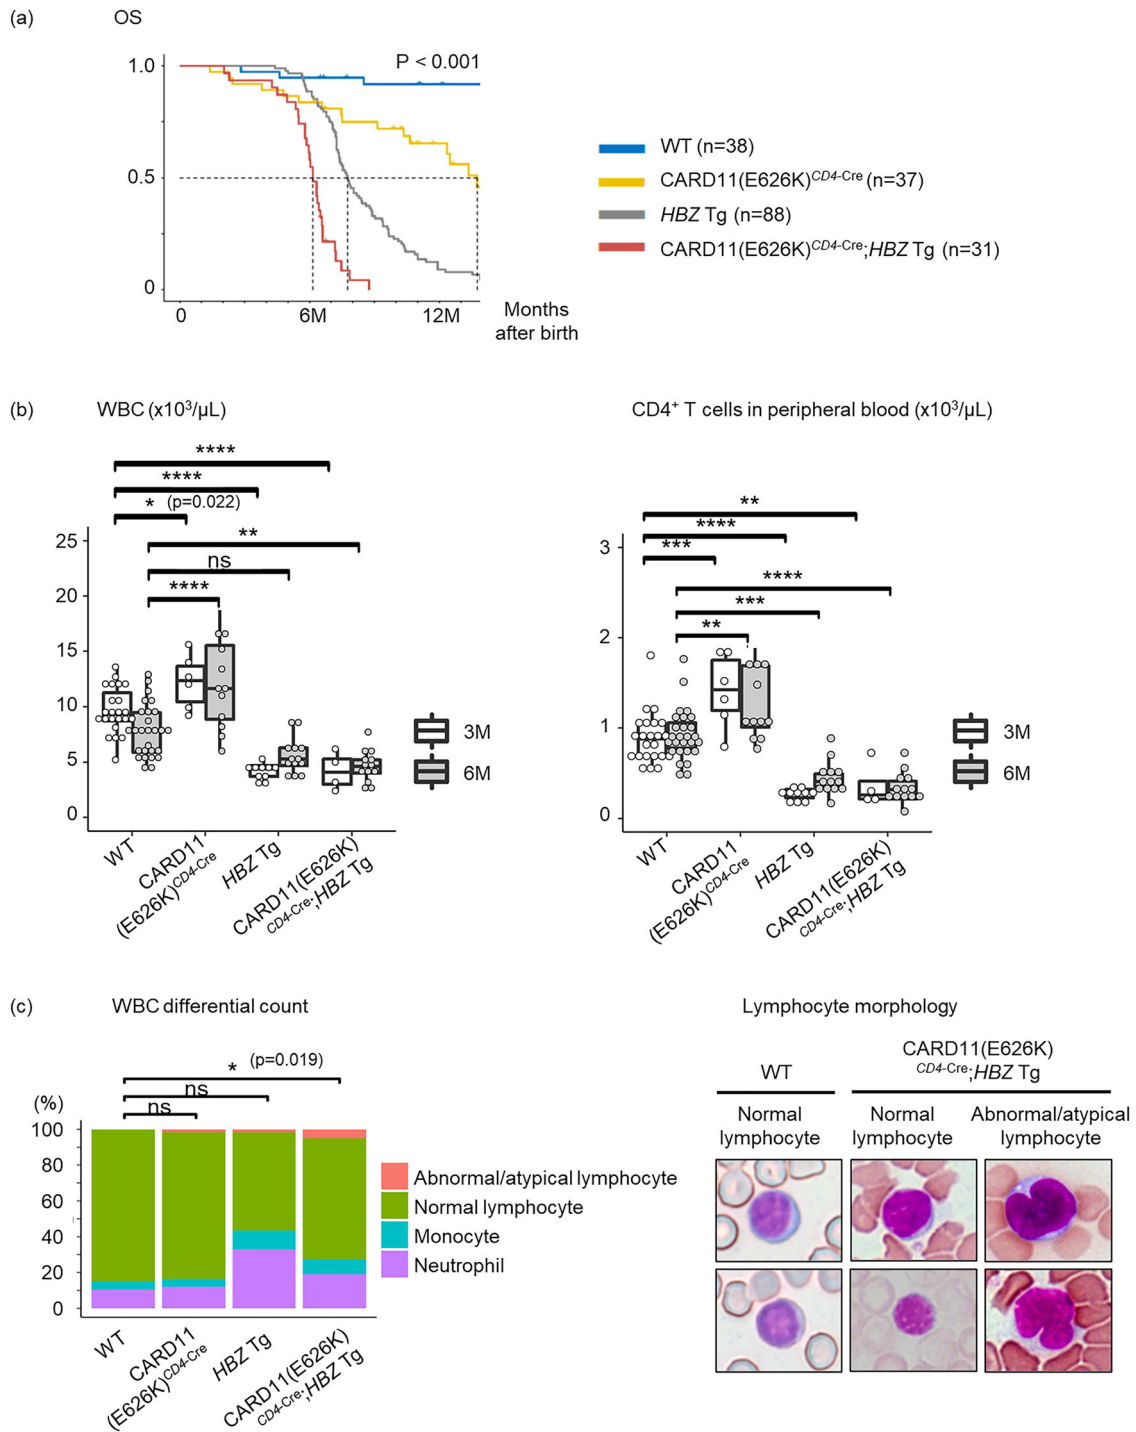 (a) OS
P < 0.001
1.0
0.5
0
0 6M 12M
Months
after birth
WT (n=38)
CARD11(E626K)CD4-Cre (n=37)
HBZ Tg (n=88)
CARD11(E626K)CD4-Cre;HBZ Tg (n=31)
(b) WBC (x10³/µL)
****
****
* (p=0.022)
**
ns
****
25
20
15
10
5
0
WT
CARD11
(E626K)CD4-Cre
HBZ Tg
CARD11(E626K)
CD4-Cre;HBZ Tg
3M
6M
CD4⁺ T cells in peripheral blood (x10³/µL)
**
****
***
****
***
**
3
2
1
0
WT
CARD11
(E626K)CD4-Cre
HBZ Tg
CARD11(E626K)
CD4-Cre;HBZ Tg
3M
6M
(c) WBC differential count
* (p=0.019)
ns
ns
(%)
100
80
60
40
20
0
WT
CARD11
(E626K)CD4-Cre
HBZ Tg
CARD11(E626K)
CD4-Cre;HBZ Tg
Abnormal/atypical lymphocyte
Normal lymphocyte
Monocyte
Neutrophil
Lymphocyte morphology
WT
CARD11(E626K)
CD4-Cre;HBZ Tg
Normal
lymphocyte
Normal
lymphocyte
Abnormal/atypical
lymphocyte